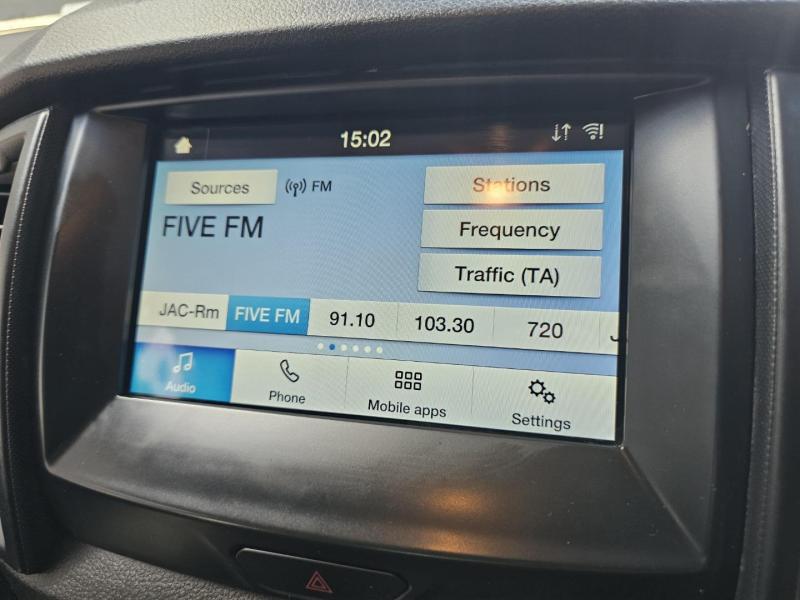 15:02
Sources FM Stations
FIVE FM Frequency
Traffic (TA)
JAC-Rm FIVE FM 91.10 103.30 720 J
Audio Phone Mobile apps Settings